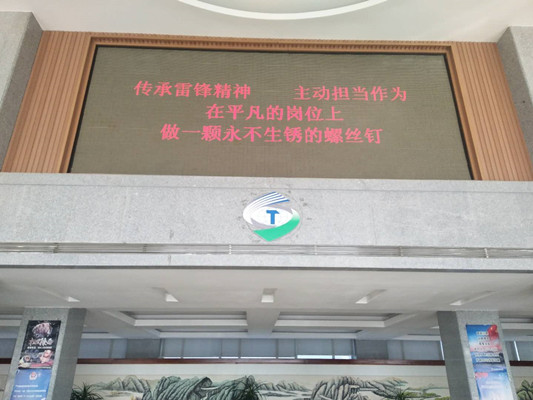 传承雷锋精神 主动担当作为
在平凡的岗位上
做一颗永不生锈的螺丝钉
T